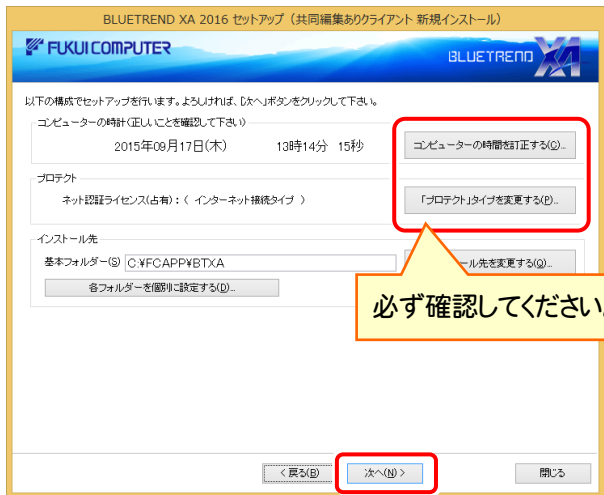 BLUETREND XA 2016 セットアップ（共同編集ありクライアント 新規インストール）
FUKUI COMPUTER
BLUETREND XA
以下の構成でセットアップを行います。よろしければ、[次へ]ボタンをクリックして下さい。
コンピューターの時計(正しいことを確認して下さい)
2015年09月17日(木) 13時14分 15秒
コンピューターの時間を訂正する(C)...
プロテクト
ネット認証ライセンス(占有)：( インターネット接続タイプ )
「プロテクト」タイプを変更する(P)...
インストール先
基本フォルダー(S) C:¥FCAPP¥BTXA
ール先を変更する(Q)...
各フォルダーを個別に設定する(D)...
必ず確認してください。
< 戻る(B)
次へ(N) >
閉じる